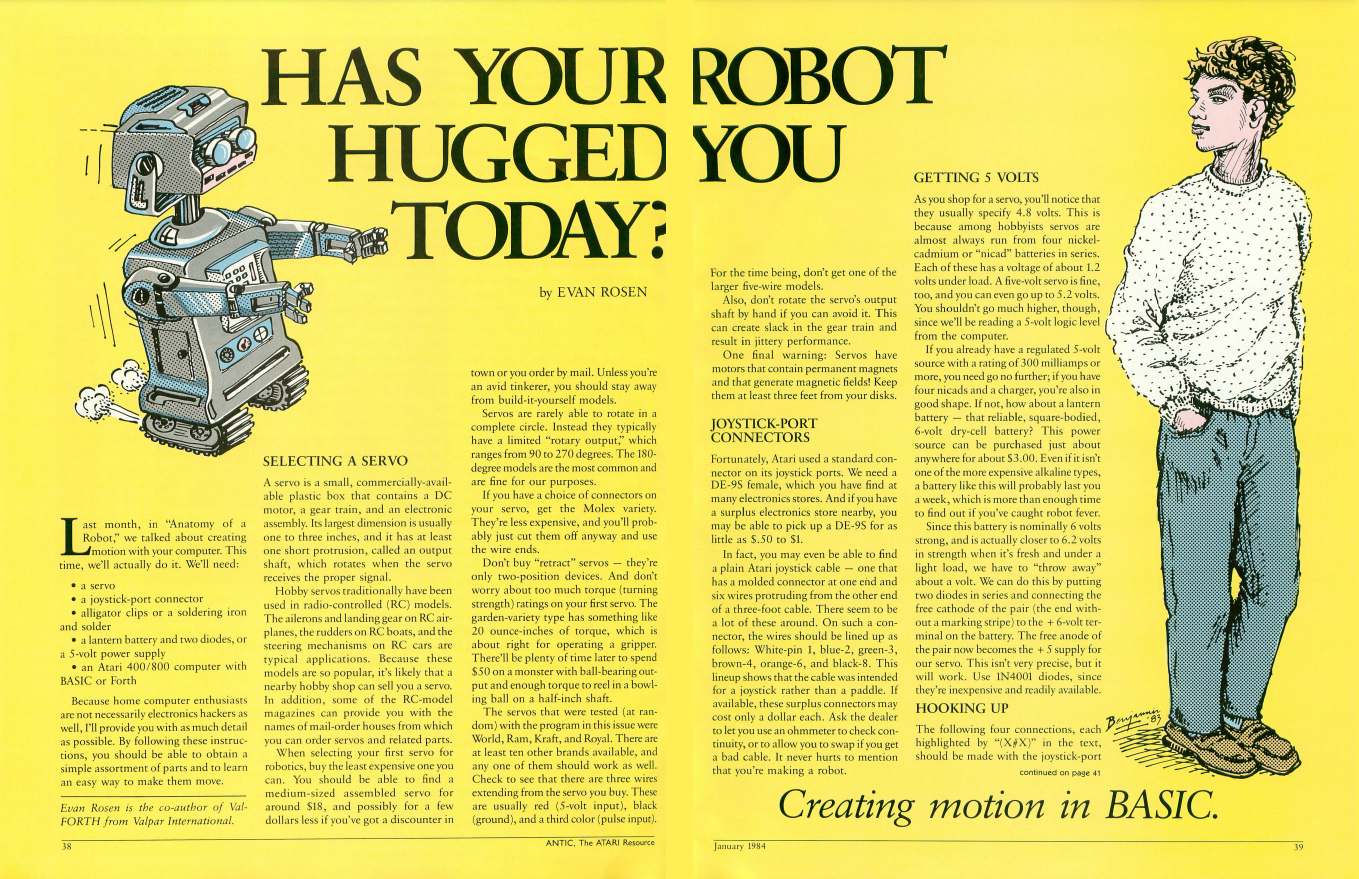 HAS YOUR ROBOT
HUGGED YOU
TODAY?
by EVAN ROSEN
Last month, in “Anatomy of a
Robot,” we talked about creating
motion with your computer. This
time, we’ll actually do it. We’ll need:
• a servo
• a joystick-port connector
• alligator clips or a soldering iron
and solder
• a lantern battery and two diodes, or
a 5-volt power supply
• an Atari 400/800 computer with
BASIC or Forth
Because home computer enthusiasts
are not necessarily electronics hackers as
well, I’ll provide you with as much detail
as possible. By following these instruc-
tions, you should be able to obtain a
simple assortment of parts and to learn
an easy way to make them move.
Evan Rosen is the co-author of Val-
FORTH from Valpar International.
SELECTING A SERVO
A servo is a small, commercially-avail-
able plastic box that contains a DC
motor, a gear train, and an electronic
assembly. Its largest dimension is usually
one to three inches, and it has at least
one short protrusion, called an output
shaft, which rotates when the servo
receives the proper signal.
Hobby servos traditionally have been
used in radio-controlled (RC) models.
The ailerons and landing gear on RC air-
planes, the rudders on RC boats, and the
steering mechanisms on RC cars are
typical applications. Because these
models are so popular, it’s likely that a
nearby hobby shop can sell you a servo.
In addition, some of the RC-model
magazines can provide you with the
names of mail-order houses from which
you can order servos and related parts.
When selecting your first servo for
robotics, buy the least expensive one you
can. You should be able to find a
medium-sized assembled servo for
around $18, and possibly for a few
dollars less if you’ve got a discounter in
town or you order by mail. Unless you’re
an avid tinkerer, you should stay away
from build-it-yourself models.
Servos are rarely able to rotate in a
complete circle. Instead they typically
have a limited “rotary output,” which
ranges from 90 to 270 degrees. The 180-
degree models are the most common and
are fine for our purposes.
If you have a choice of connectors on
your servo, get the Molex variety.
They’re less expensive, and you’ll prob-
ably just cut them off anyway and use
the wire ends.
Don’t buy “retract” servos — they’re
only two-position devices. And don’t
worry about too much torque (turning
strength) ratings on your first servo. The
garden-variety type has something like
20 ounce-inches of torque, which is
about right for operating a gripper.
There’ll be plenty of time later to spend
$50 on a monster with ball-bearing out-
put and enough torque to reel in a bowl-
ing ball on a half-inch shaft.
The servos that were tested (at ran-
dom) with the program in this issue were
World, Ram, Kraft, and Royal. There are
at least ten other brands available, and
any one of them should work as well.
Check to see that there are three wires
extending from the servo you buy. These
are usually red (5-volt input), black
(ground), and a third color (pulse input).
38
ANTIC, The ATARI Resource
For the time being, don’t get one of the
larger five-wire models.
Also, don’t rotate the servo’s output
shaft by hand if you can avoid it. This
can create slack in the gear train and
result in jittery performance.
One final warning: Servos have
motors that contain permanent magnets
and that generate magnetic fields! Keep
them at least three feet from your disks.
JOYSTICK-PORT
CONNECTORS
Fortunately, Atari used a standard con-
nector on its joystick ports. We need a
DE-9S female, which you have find at
many electronics stores. And if you have
a surplus electronics store nearby, you
may be able to pick up a DE-9S for as
little as $.50 to $1.
In fact, you may even be able to find
a plain Atari joystick cable — one that
has a molded connector at one end and
six wires protruding from the other end
of a three-foot cable. There seem to be
a lot of these around. On such a con-
nector, the wires should be lined up as
follows: White-pin 1, blue-2, green-3,
brown-4, orange-6, and black-8. This
lineup shows that the cable was intended
for a joystick rather than a paddle. If
available, these surplus connectors may
cost only a dollar each. Ask the dealer
to let you use an ohmmeter to check con-
tinuity, or to allow you to swap if you get
a bad cable. It never hurts to mention
that you’re making a robot.
GETTING 5 VOLTS
As you shop for a servo, you’ll notice that
they usually specify 4.8 volts. This is
because among hobbyists servos are
almost always run from four nickel-
cadmium or “nicad” batteries in series.
Each of these has a voltage of about 1.2
volts under load. A five-volt servo is fine,
too, and you can even go up to 5.2 volts.
You shouldn’t go much higher, though,
since we’ll be reading a 5-volt logic level
from the computer.
If you already have a regulated 5-volt
source with a rating of 300 milliamps or
more, you need go no further; if you have
four nicads and a charger, you’re also in
good shape. If not, how about a lantern
battery — that reliable, square-bodied,
6-volt dry-cell battery? This power
source can be purchased just about
anywhere for about $3.00. Even if it isn’t
one of the more expensive alkaline types,
a battery like this will probably last you
a week, which is more than enough time
to find out if you’ve caught robot fever.
Since this battery is nominally 6 volts
strong, and is actually closer to 6.2 volts
in strength when it’s fresh and under a
light load, we have to “throw away”
about a volt. We can do this by putting
two diodes in series and connecting the
free cathode of the pair (the end with-
out a marking stripe) to the + 6-volt ter-
minal on the battery. The free anode of
the pair now becomes the + 5 supply for
our servo. This isn’t very precise, but it
will work. Use 1N4001 diodes, since
they’re inexpensive and readily available.
HOOKING UP
The following four connections, each
highlighted by “(X#X)” in the text,
should be made with the joystick-port
continued on page 41
Benjamin
'83
Creating motion in BASIC.
January 1984
39